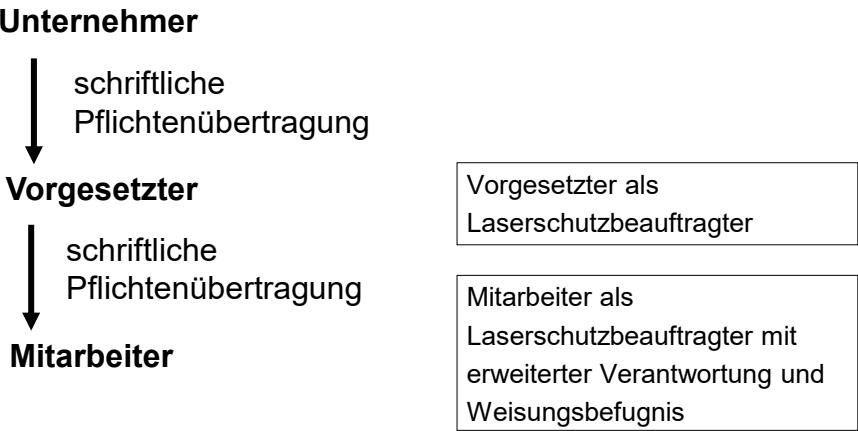 Unternehmer
schriftliche
Pflichtenübertragung
Vorgesetzter
schriftliche
Pflichtenübertragung
Mitarbeiter
Vorgesetzter als
Laserschutzbeauftragter
Mitarbeiter als
Laserschutzbeauftragter mit
erweiterter Verantwortung und
Weisungsbefugnis